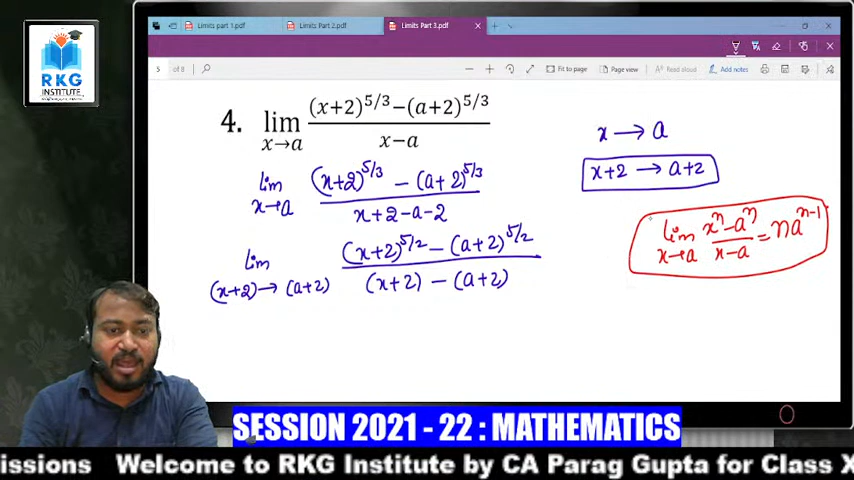 Limits part 1.pdf
Limits Part 2.pdf
Limits Part 3.pdf
5 of 8
Fit to page
Page view
Read aloud
Add notes
RKG
INSTITUTE
4. lim x→a (x+2)^5/3−(a+2)^5/3 / x−a
x → a
x+2 → a+2
lim x→a (x+2)^5/3 − (a+2)^5/3 / x+2−a−2
lim x→a x^n−a^n / x−a = na^n−1
lim (x+2)→(a+2) (x+2)^5/2 − (a+2)^5/2 / (x+2) − (a+2)
SESSION 2021 - 22 : MATHEMATICS
issions Welcome to RKG Institute by CA Parag Gupta for Class X